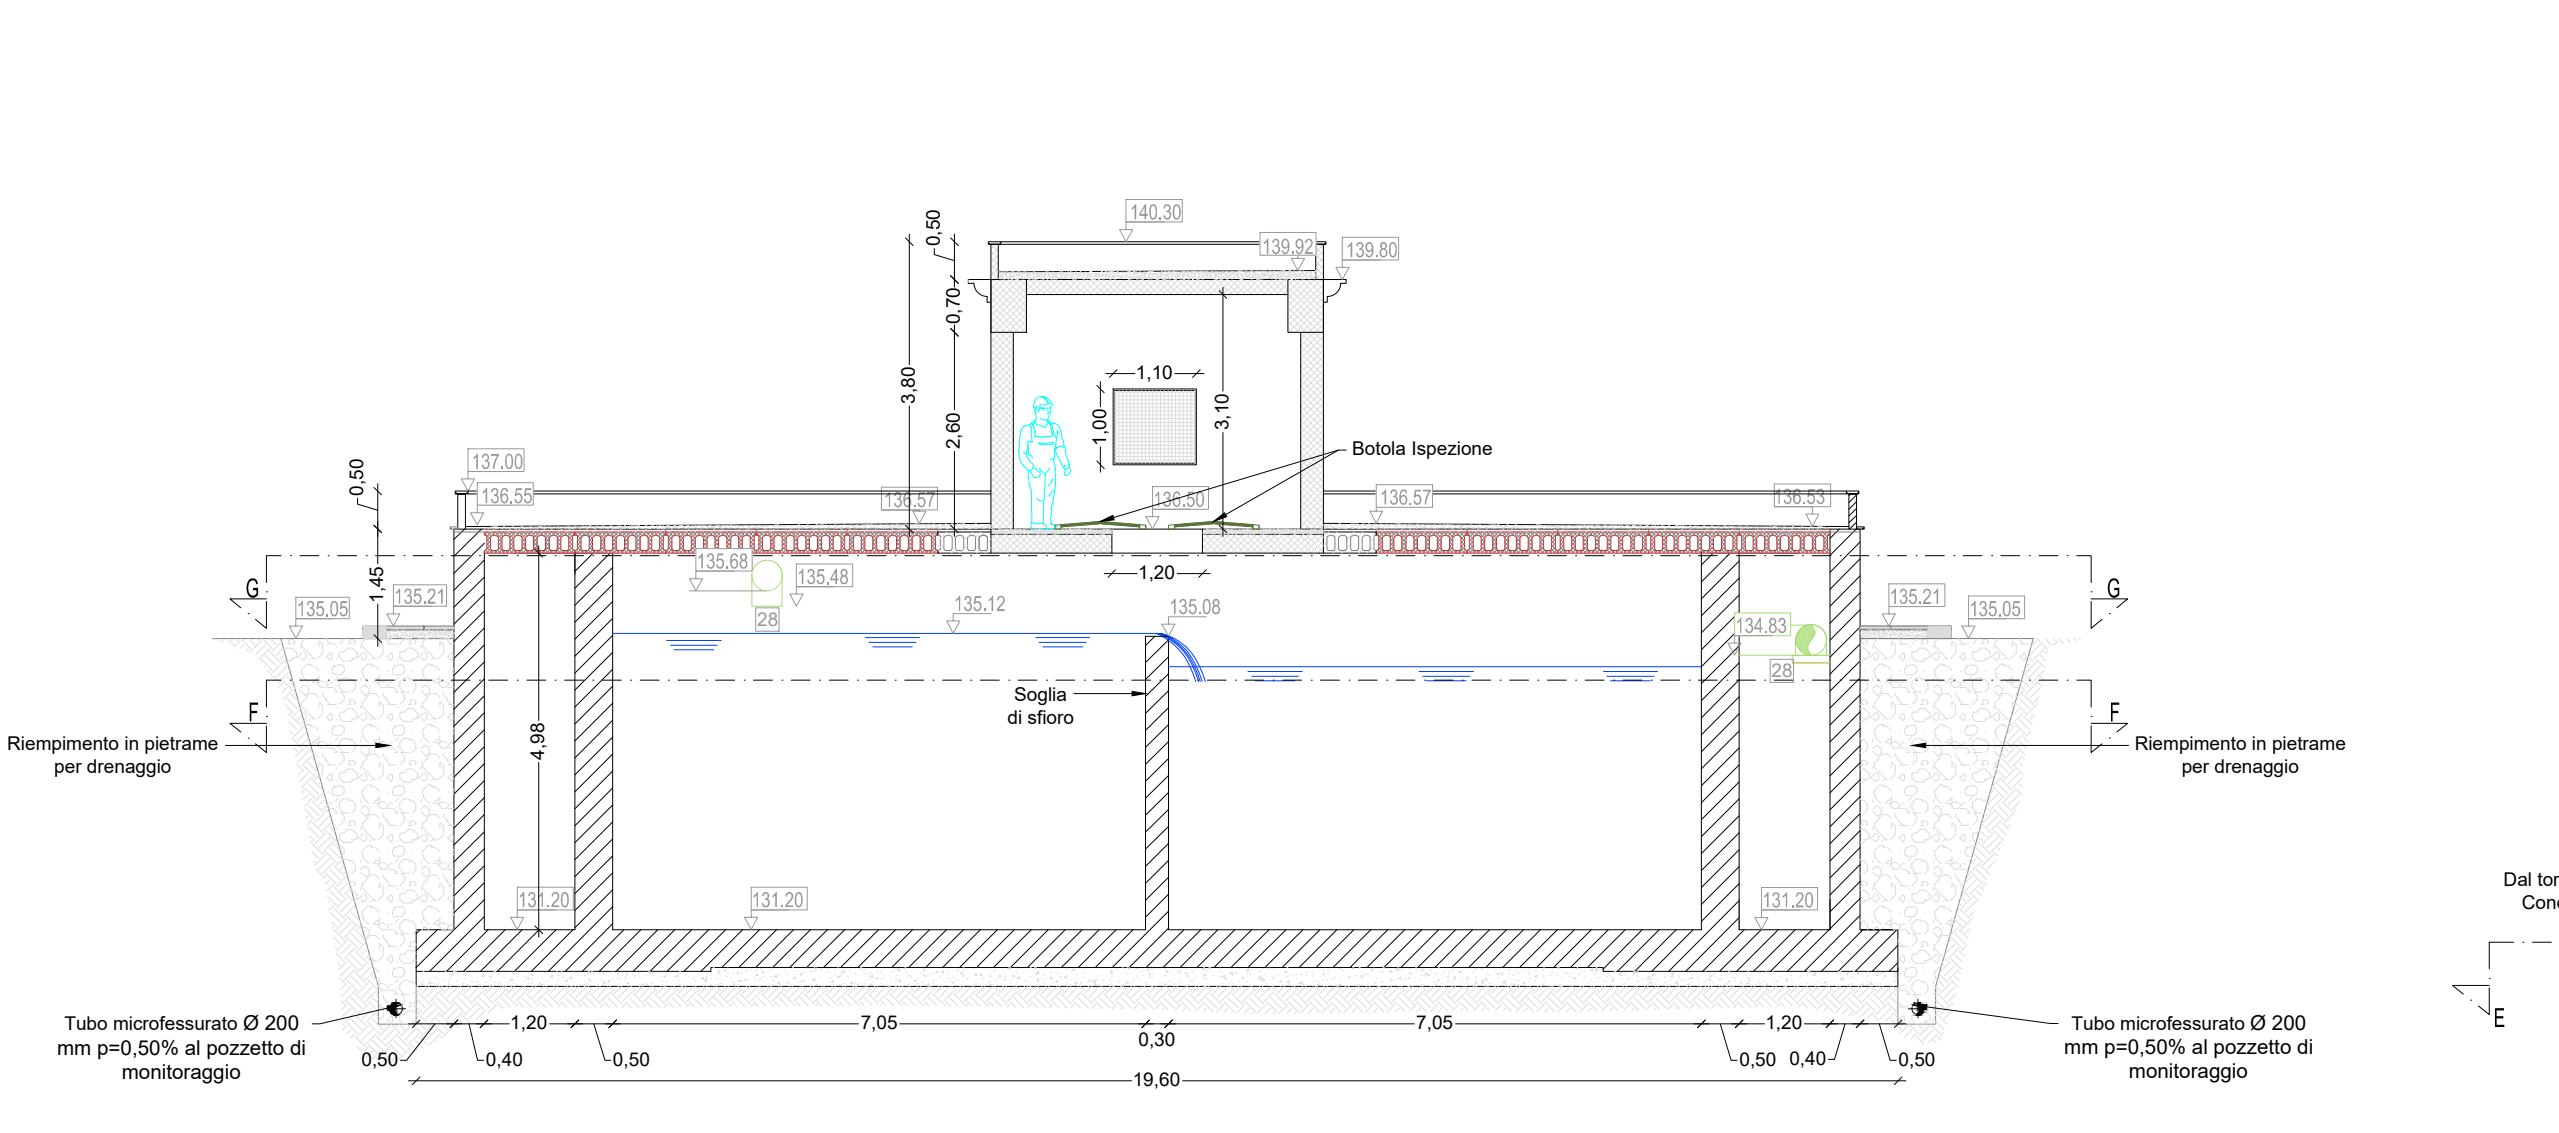 140.30
0,50
139.92
139.80
0,70
3,80
2,60
1,10
1,00
3,10
Botola Ispezione
137.00
0,50
136.55
136.57
136.50
136.57
136.53
135.68
135.48
1,20
1,45
G
135.05
135.21
28
135.12
135.08
134.83
28
135.21
135.05
G
F
Soglia
di sfioro
F
4,98
Riempimento in pietrame
per drenaggio
Riempimento in pietrame
per drenaggio
131.20
131.20
131.20
Dal tor
Cond
E
Tubo microfessurato Ø 200
mm p=0,50% al pozzetto di
monitoraggio
1,20
7,05
0,30
7,05
1,20
0,50
0,40
0,50
0,50
0,40
0,50
19,60
Tubo microfessurato Ø 200
mm p=0,50% al pozzetto di
monitoraggio